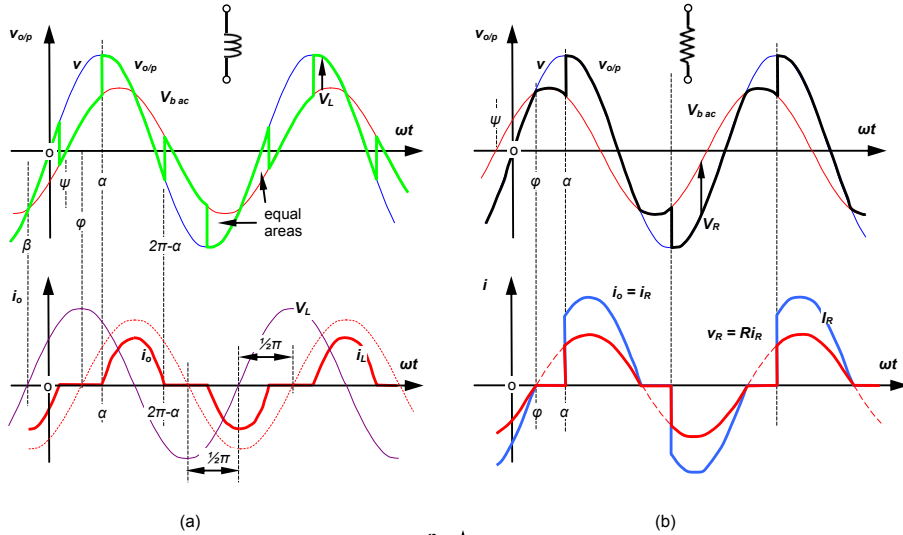 v_o/p
v
v_o/p
V_b ac
V_L
ωt
o
ψ
α
φ
β
2π-α
equal
areas
i_o
V_L
½π
i_o
i_L
ωt
o
α
2π-α
½π
(a)
v_o/p
v
v_o/p
V_b ac
ψ
ωt
o
φ
α
V_R
i
i_o = i_R
v_R = Ri_R
I_R
ωt
o
φ
α
(b)